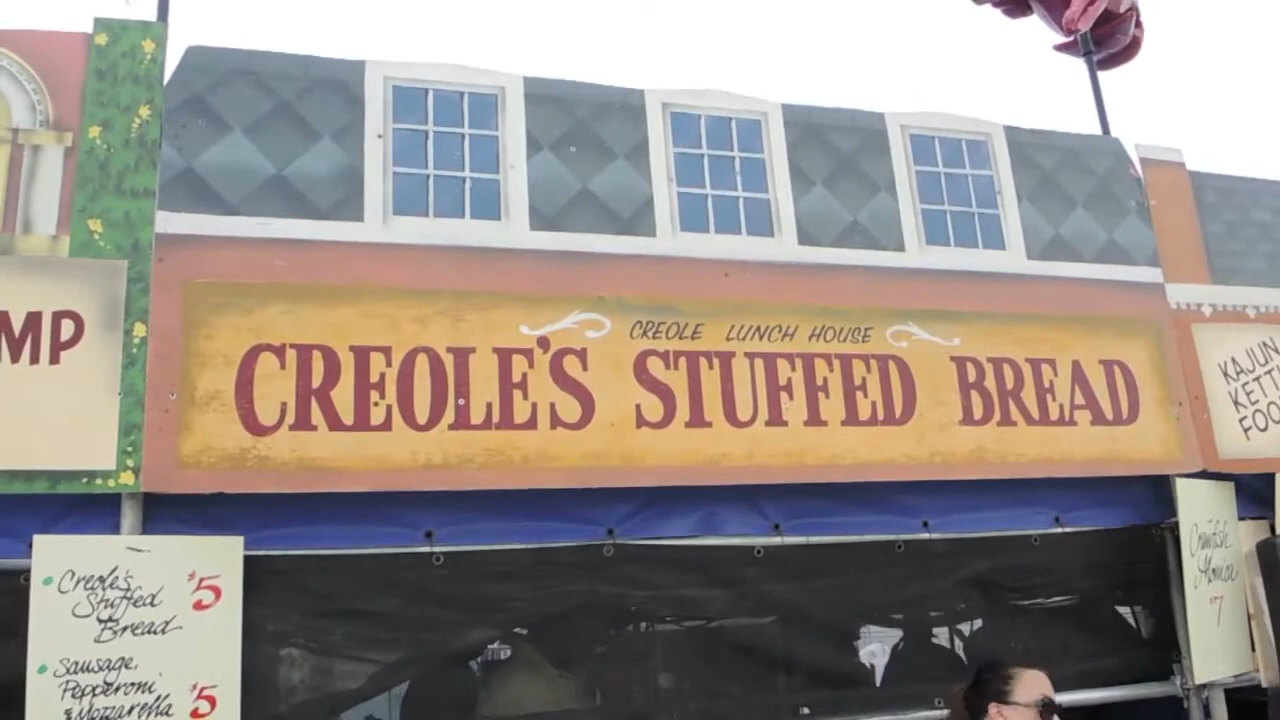 CREOLE LUNCH HOUSE
CREOLE'S STUFFED BREAD
MP
KAJUN
KETT
FOO
Creole's $5
Stuffed
Bread
Sausage,
Pepperoni $5
& Mozzarella
Crawfish
Monica
$7